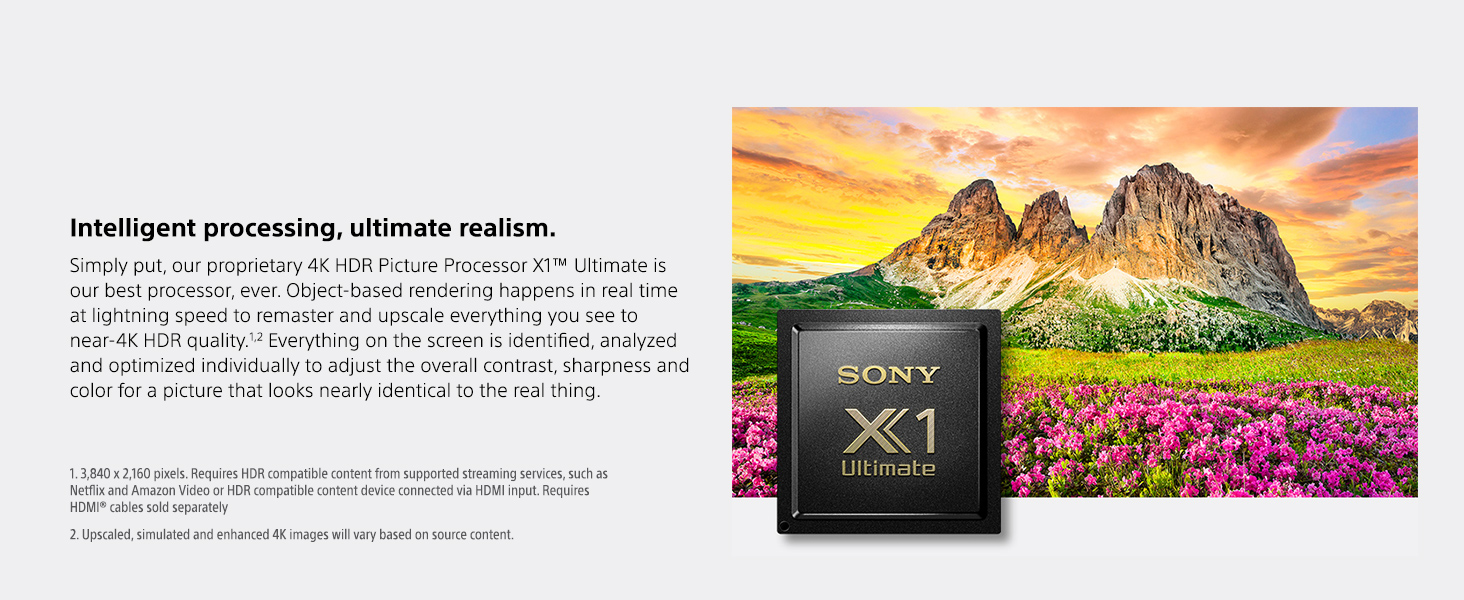 Intelligent processing, ultimate realism.
Simply put, our proprietary 4K HDR Picture Processor X1™ Ultimate is
our best processor, ever. Object-based rendering happens in real time
at lightning speed to remaster and upscale everything you see to
near-4K HDR quality.1,2 Everything on the screen is identified, analyzed
and optimized individually to adjust the overall contrast, sharpness and
color for a picture that looks nearly identical to the real thing.
1. 3,840 x 2,160 pixels. Requires HDR compatible content from supported streaming services, such as
Netflix and Amazon Video or HDR compatible content device connected via HDMI input. Requires
HDMI® cables sold separately
2. Upscaled, simulated and enhanced 4K images will vary based on source content.
SONY
X1
Ultimate